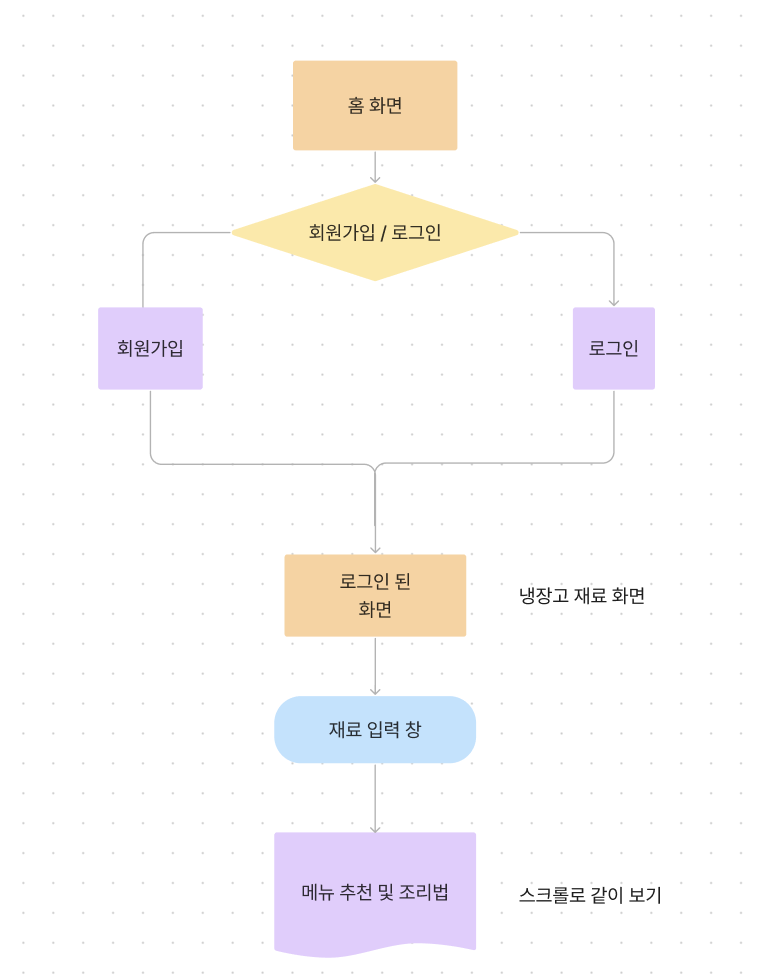 홈 화면
회원가입 / 로그인
회원가입
로그인
로그인 된
화면
냉장고 재료 화면
재료 입력 창
메뉴 추천 및 조리법
스크롤로 같이 보기